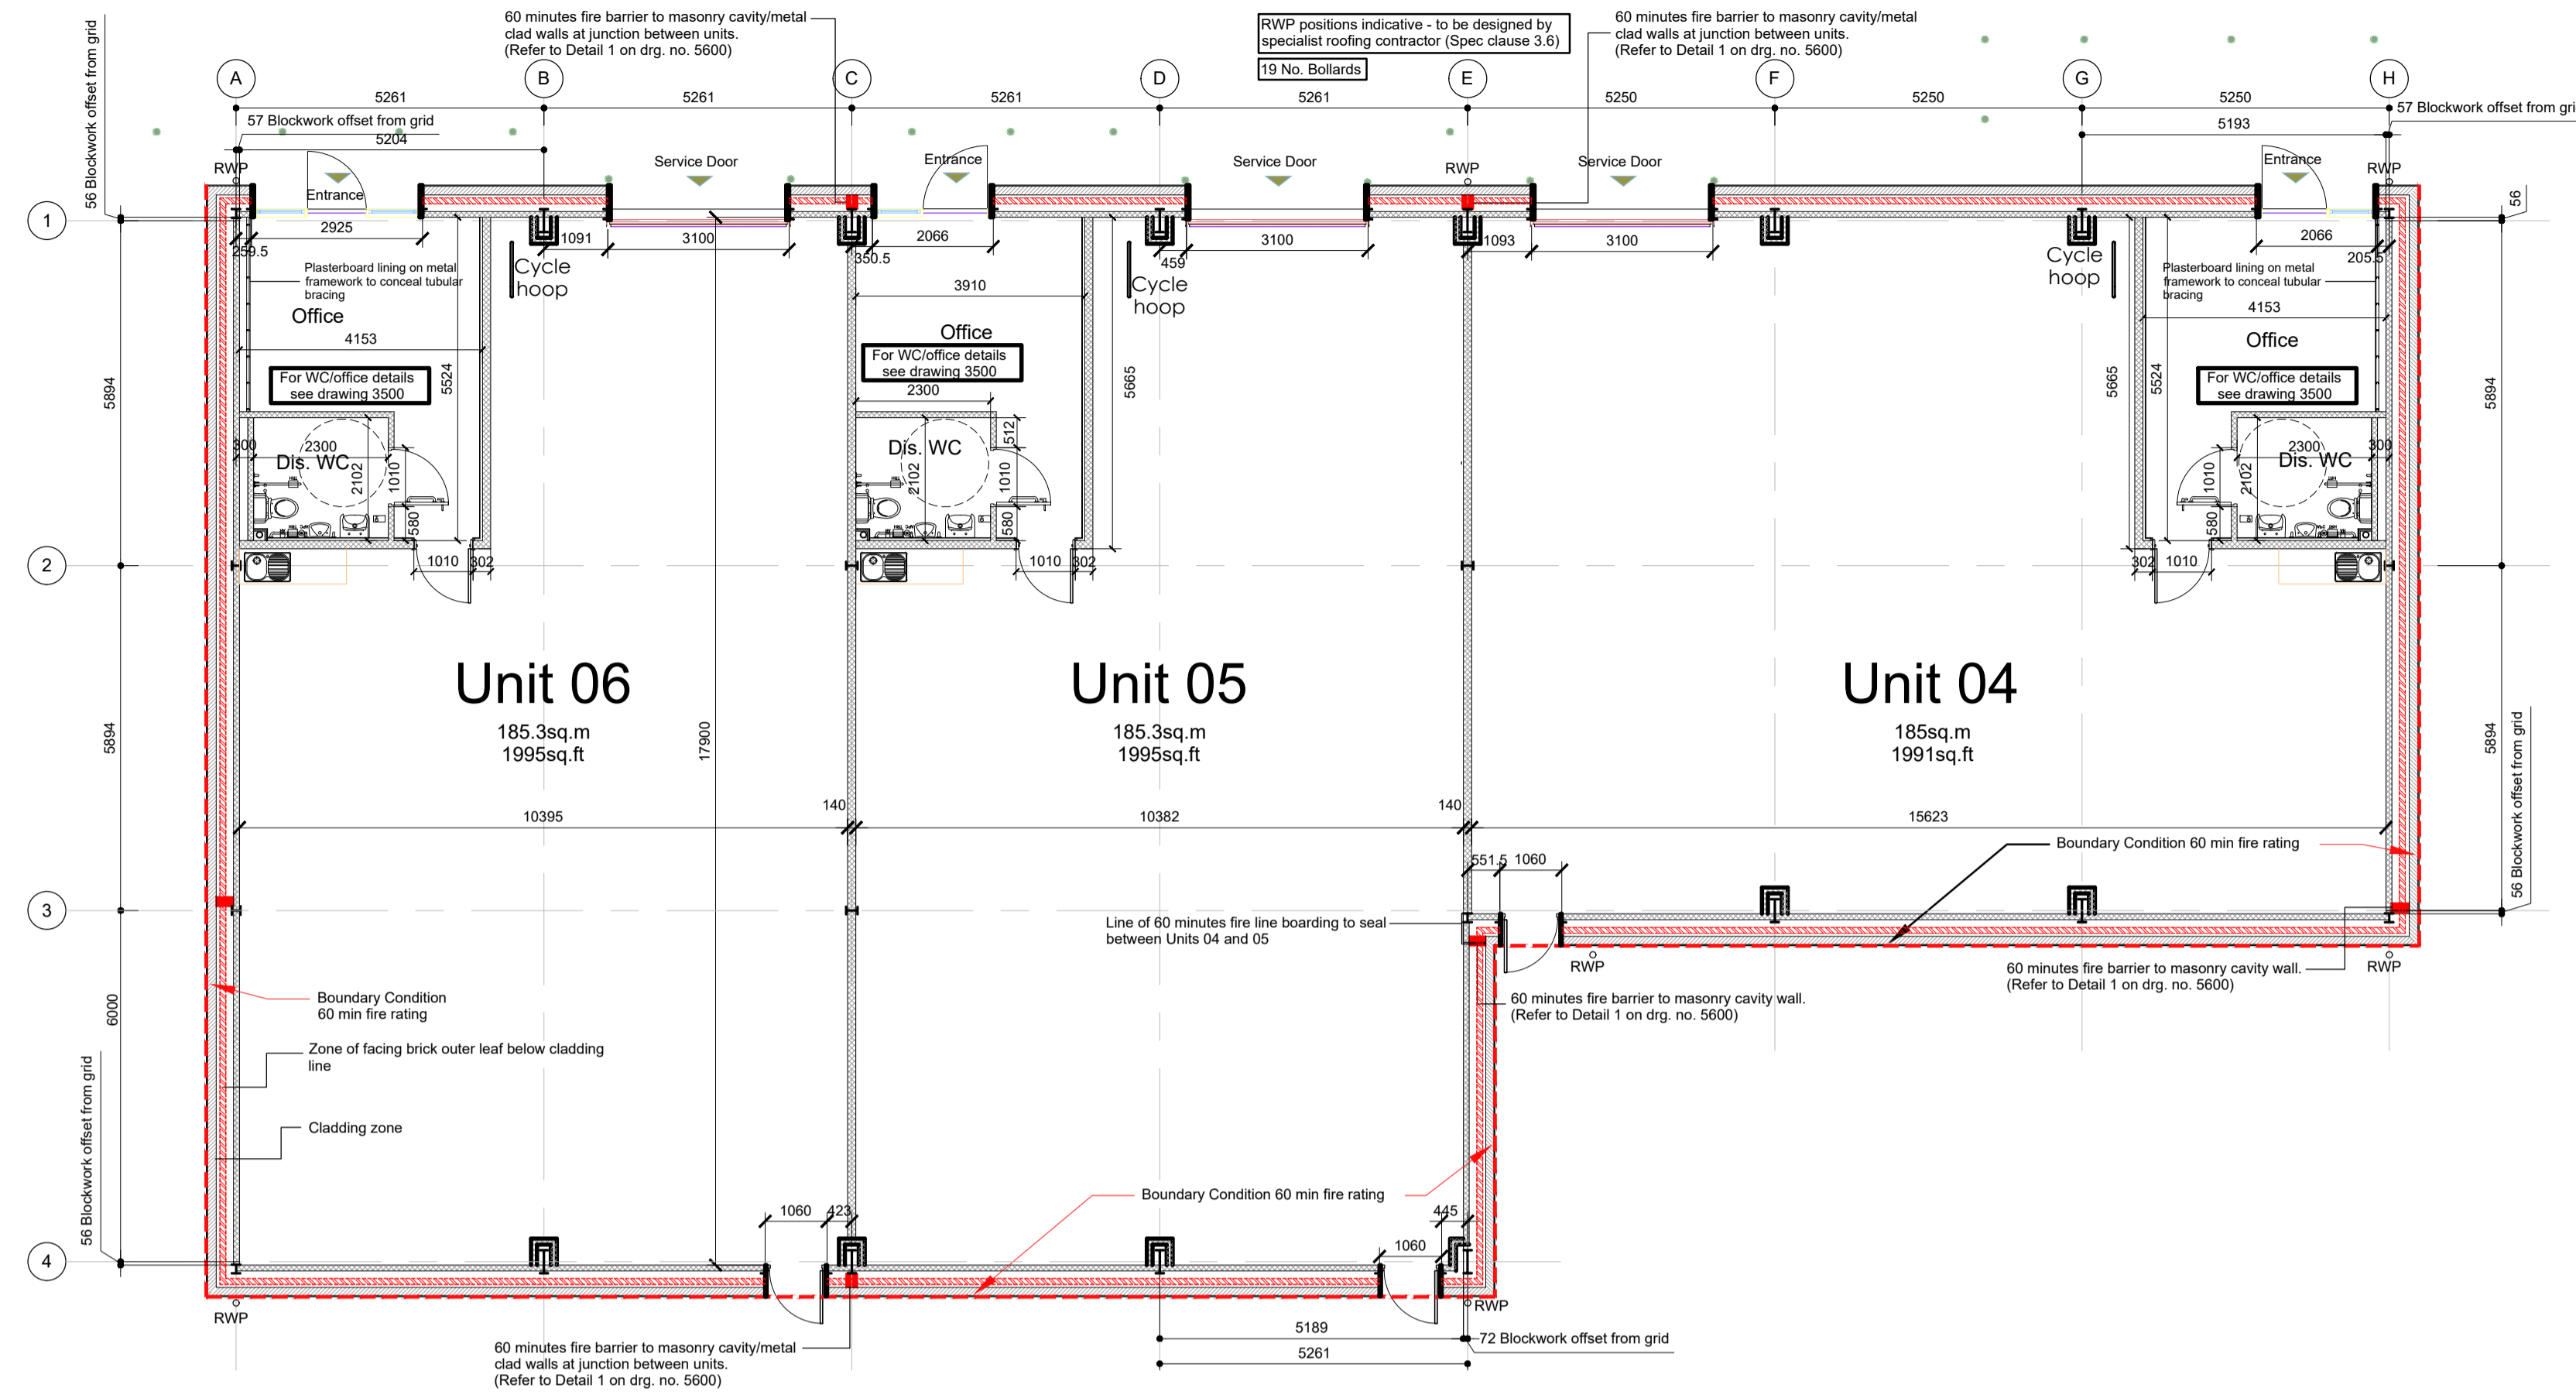 60 minutes fire barrier to masonry cavity/metal
clad walls at junction between units.
(Refer to Detail 1 on drg. no. 5600)
RWP positions indicative - to be designed by
specialist roofing contractor (Spec clause 3.6)
19 No. Bollards
60 minutes fire barrier to masonry cavity/metal
clad walls at junction between units.
(Refer to Detail 1 on drg. no. 5600)
56 Blockwork offset from grid
A
B
C
D
E
F
G
H
5261
5261
5261
5261
5250
5250
5250
57 Blockwork offset from grid
57 Blockwork offset from gri
5204
5193
RWP
Entrance
Service Door
Entrance
Service Door
RWP
Service Door
Entrance
RWP
1
56
2925
259.5
1091
3100
350.5
2066
459
3100
1093
3100
2066
205.5
Plasterboard lining on metal
framework to conceal tubular
bracing
Office
4153
For WC/office details
see drawing 3500
5524
Cycle
hoop
3910
Office
For WC/office details
see drawing 3500
2300
5665
Cycle
hoop
Cycle
hoop
Plasterboard lining on metal
framework to conceal tubular
bracing
4153
Office
For WC/office details
see drawing 3500
5665
5524
5894
5894
300
2300
Dis. WC
2102
1010
580
1010
302
Dis. WC
2102
512
1010
580
1010
302
2300
300
Dis. WC
1010
2102
580
302
1010
2
Unit 06
185.3sq.m
1995sq.ft
Unit 05
185.3sq.m
1995sq.ft
Unit 04
185sq.m
1991sq.ft
5894
17900
5894
56 Blockwork offset from grid
10395
140
10382
140
15623
551.5
1060
Boundary Condition 60 min fire rating
3
Line of 60 minutes fire line boarding to seal
between Units 04 and 05
RWP
RWP
60 minutes fire barrier to masonry cavity wall.
(Refer to Detail 1 on drg. no. 5600)
60 minutes fire barrier to masonry cavity wall.
(Refer to Detail 1 on drg. no. 5600)
6000
Boundary Condition
60 min fire rating
Zone of facing brick outer leaf below cladding
line
Cladding zone
56 Blockwork offset from grid
Boundary Condition 60 min fire rating
1060
423
445
1060
4
RWP
RWP
5189
72 Blockwork offset from grid
5261
60 minutes fire barrier to masonry cavity/metal
clad walls at junction between units.
(Refer to Detail 1 on drg. no. 5600)